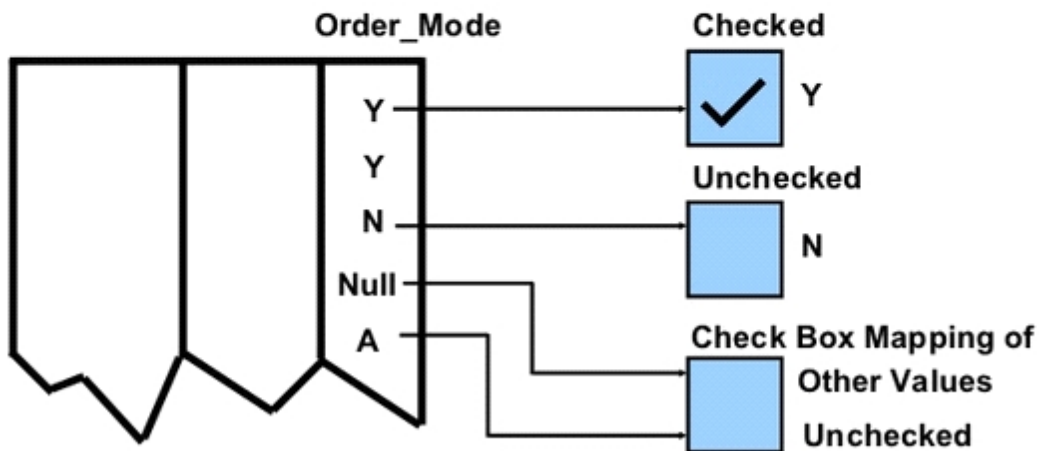 Order_Mode
Y
Y
N
Null
A
Checked
Y
Unchecked
N
Check Box Mapping of
Other Values
Unchecked